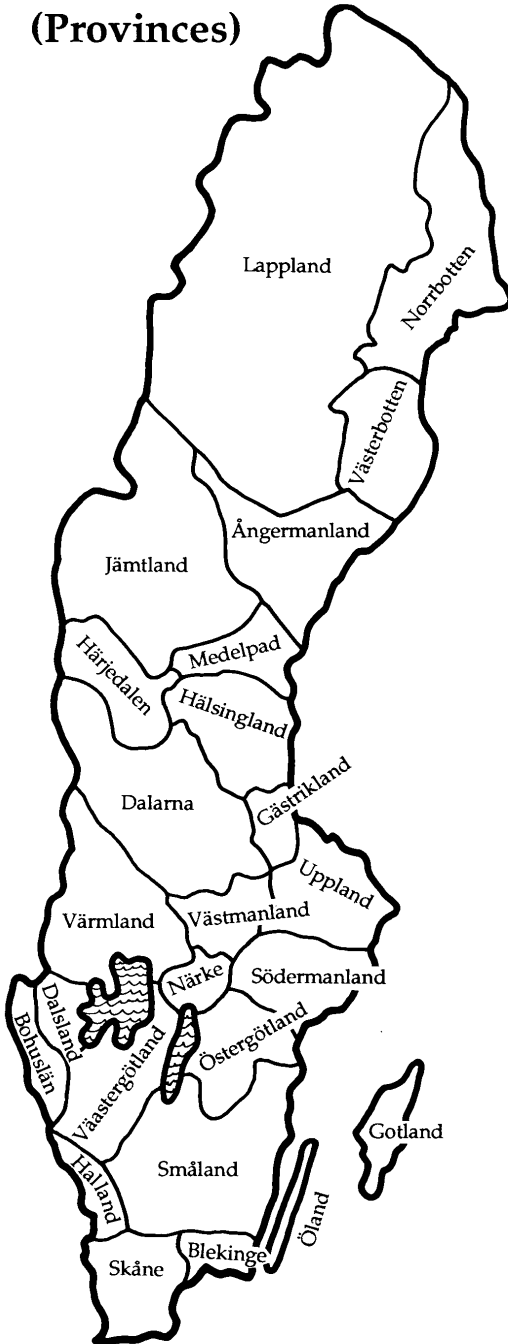 (Provinces)
Lappland
Norrbotten
Västerbotten
Ångermanland
Jämtland
Medelpad
Härjedalen
Hälsingland
Gästrikland
Dalarna
Uppland
Västmanland
Värmland
Närke
Södermanland
Dalsland
Bohuslän
Östergötland
Väastergötland
Gotland
Småland
Halland
Öland
Blekinge
Skåne